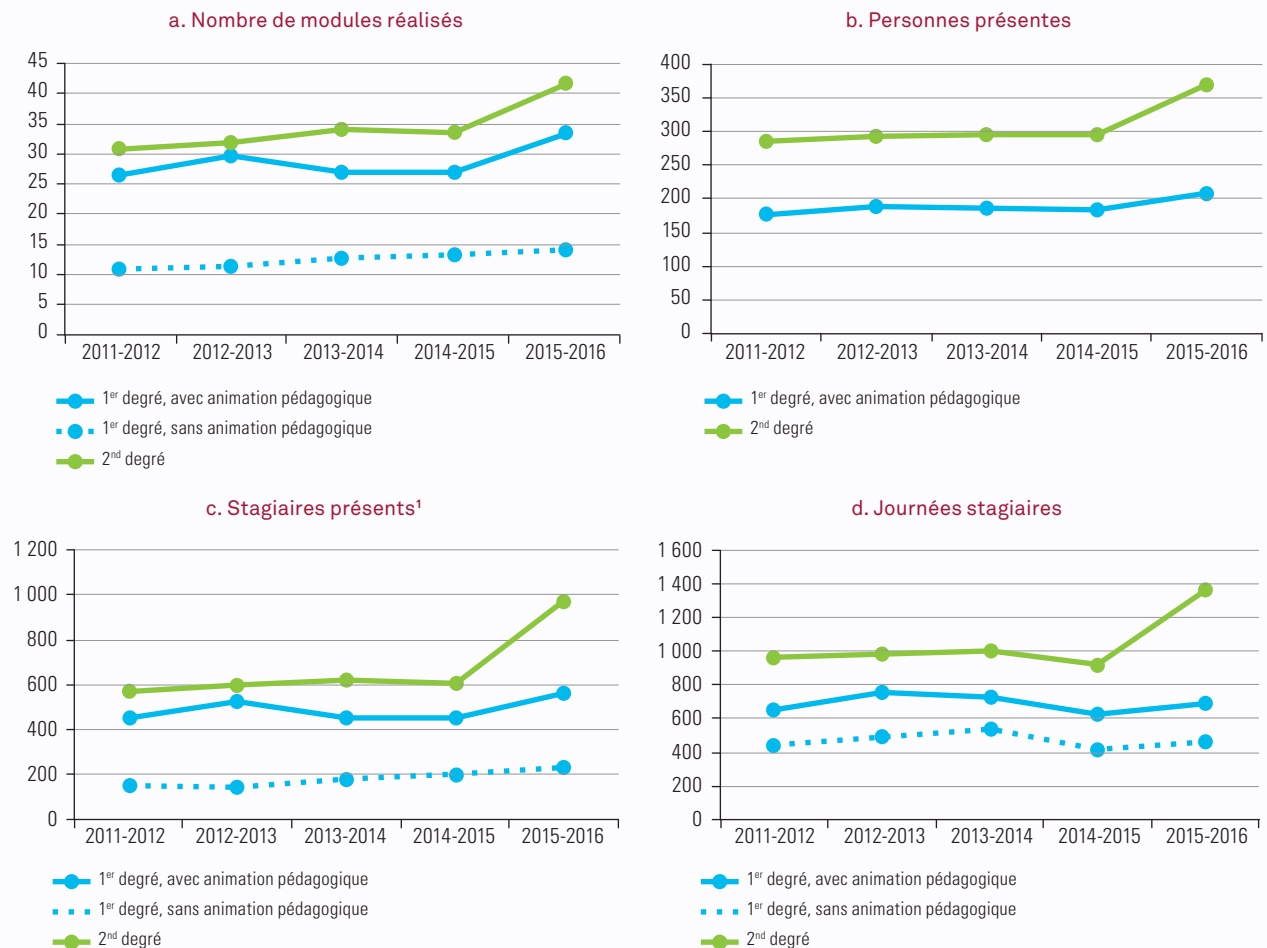 a. Nombre de modules réalisés
45
40
35
30
25
20
15
10
5
0
2011-2012 2012-2013 2013-2014 2014-2015 2015-2016
1er degré, avec animation pédagogique
1er degré, sans animation pédagogique
2nd degré
b. Personnes présentes
400
350
300
250
200
150
100
50
0
2011-2012 2012-2013 2013-2014 2014-2015 2015-2016
1er degré, avec animation pédagogique
2nd degré
c. Stagiaires présents¹
1 200
1 000
800
600
400
200
0
2011-2012 2012-2013 2013-2014 2014-2015 2015-2016
1er degré, avec animation pédagogique
1er degré, sans animation pédagogique
2nd degré
d. Journées stagiaires
1 600
1 400
1 200
1 000
800
600
400
200
0
2011-2012 2012-2013 2013-2014 2014-2015 2015-2016
1er degré, avec animation pédagogique
1er degré, sans animation pédagogique
2nd degré